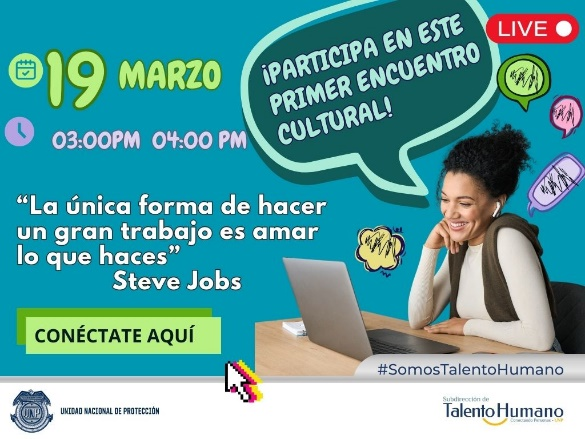 19 MARZO
¡PARTICIPA EN ESTE
PRIMER ENCUENTRO
CULTURAL!
LIVE
03:00PM 04:00 PM
“La única forma de hacer
un gran trabajo es amar
lo que haces”
Steve Jobs
CONÉCTATE AQUÍ
#SomosTalentoHumano
UNP
UNIDAD NACIONAL DE PROTECCIÓN
Subdirección de
Talento Humano